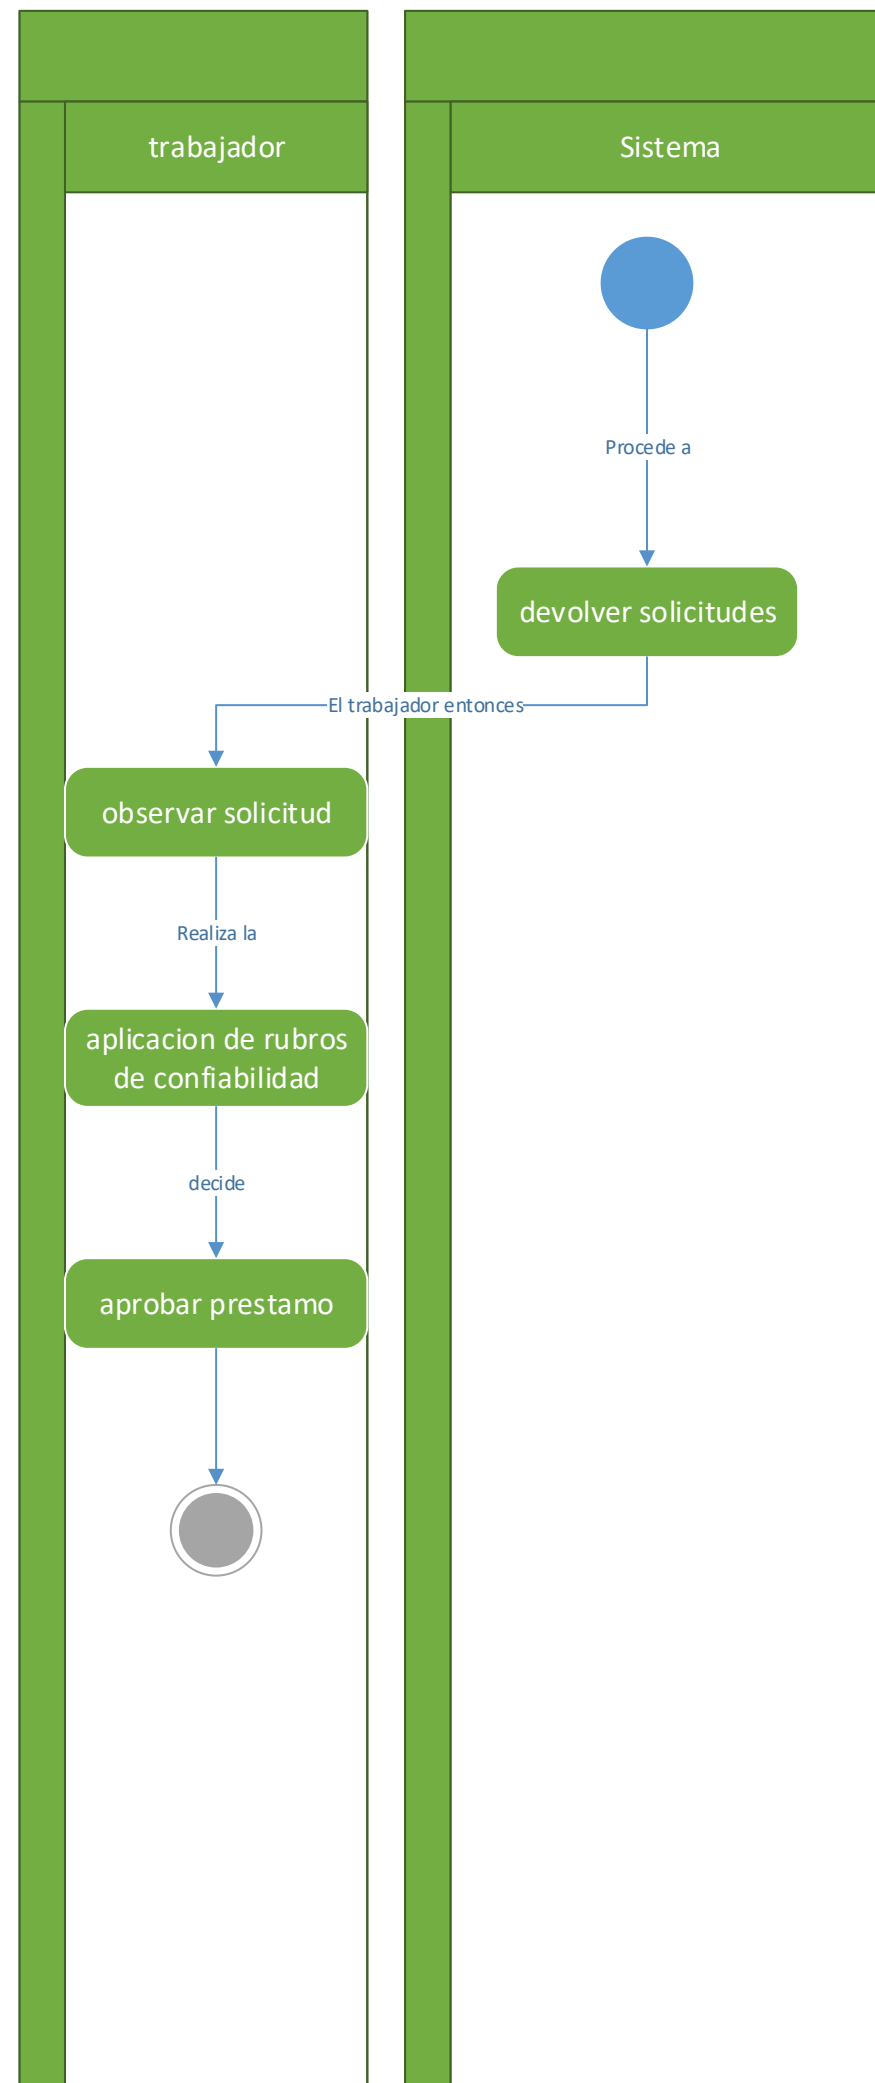 trabajador
Sistema
Procede a
devolver solicitudes
El trabajador entonces
observar solicitud
Realiza la
aplicacion de rubros
de confiabilidad
decide
aprobar prestamo